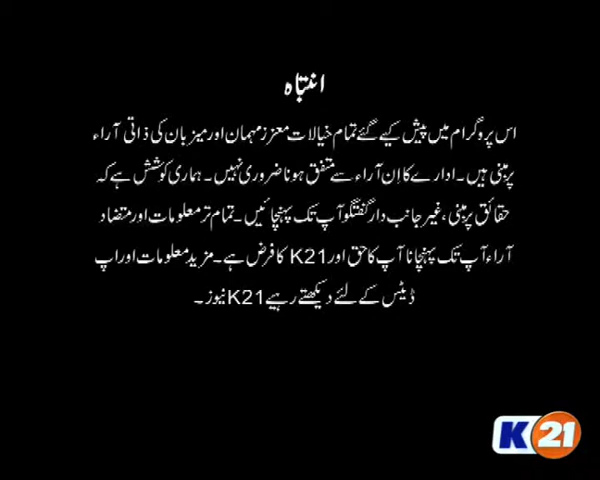 انتباہ
اس پروگرام میں پیش کیے گئے تمام خیالات معزز مہمان اور میزبان کی ذاتی آراء
پر مبنی ہیں۔ ادارے کا اِن آراء سے متفق ہونا ضروری نہیں۔ ہماری کوشش ہے کہ
حقائق پر مبنی، غیر جانب دار گفتگو آپ تک پہنچائیں۔ تمام تر معلومات اور متضاد
آراء آپ تک پہنچانا آپ کا حق اور K21 کا فرض ہے۔ مزید معلومات اور اپ
ڈیٹس کے لئے دیکھتے رہیے K21 نیوز۔
K21